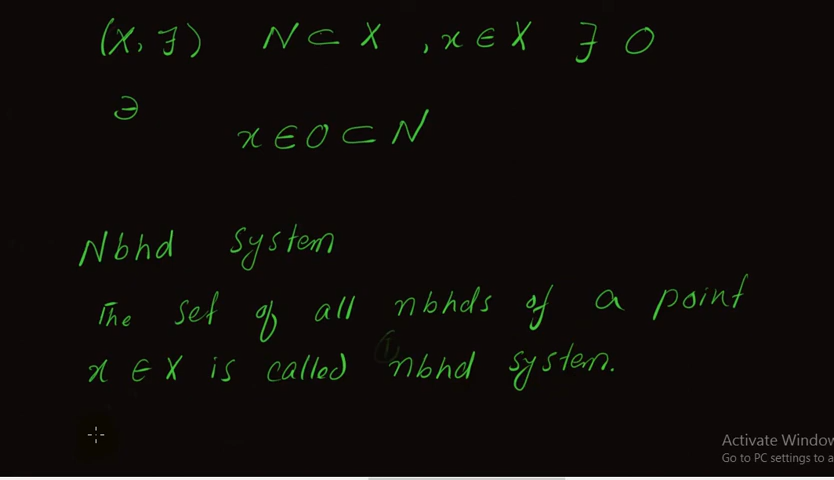 (X, J) N ⊂ X , x ∈ X ∃ O
∋
x ∈ O ⊂ N
Nbhd system
The set of all nbhds of a point
x ∈ X is called nbhd system.
Activate Window
Go to PC settings to a